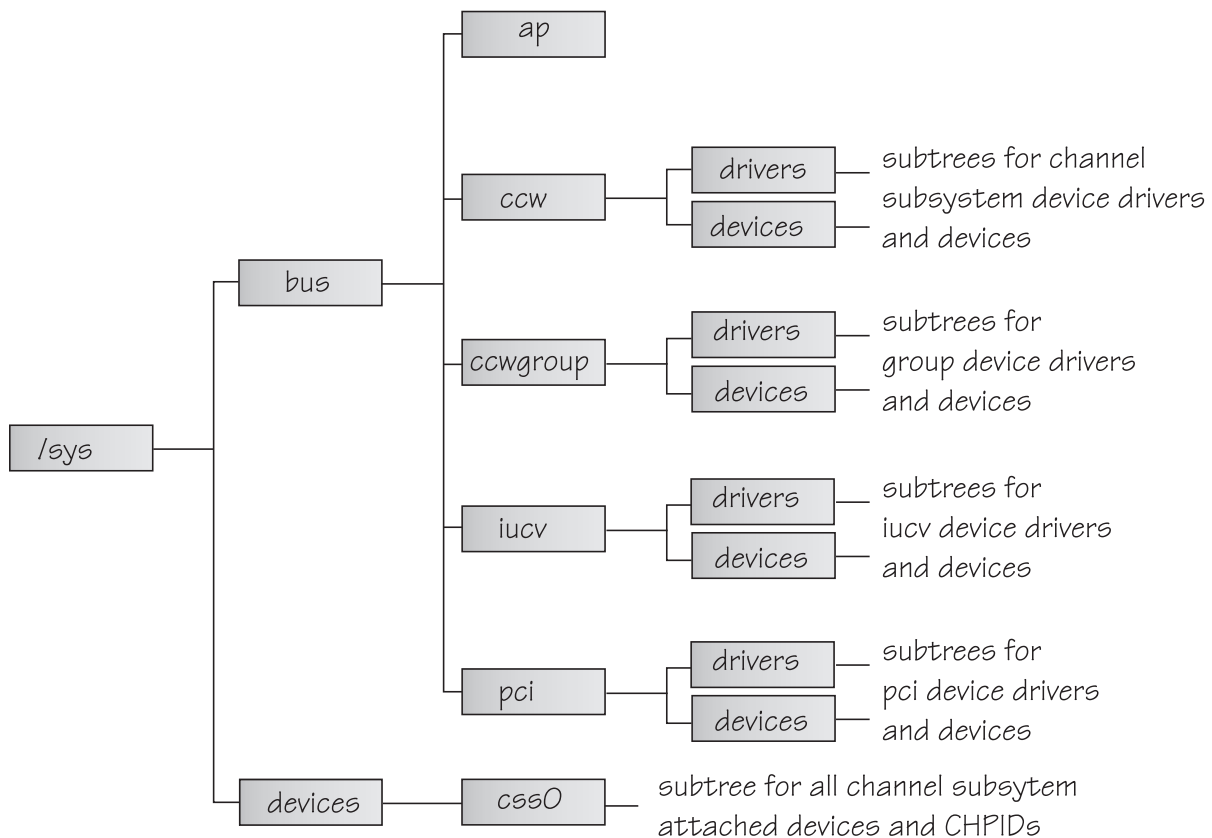 ap
drivers
subtrees for channel
subsystem device drivers
and devices
ccw
devices
bus
drivers
subtrees for
group device drivers
and devices
ccwgroup
devices
/sys
drivers
subtrees for
iucv device drivers
and devices
iucv
devices
drivers
subtrees for
pci device drivers
and devices
pci
devices
devices
css0
subtree for all channel subsytem
attached devices and CHPIDs